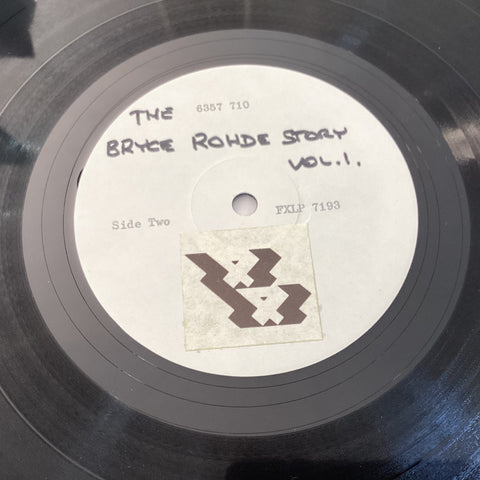 THE 6357 710
BRYCE ROHDE STORY
VOL.1.
Side Two FXLP 7193